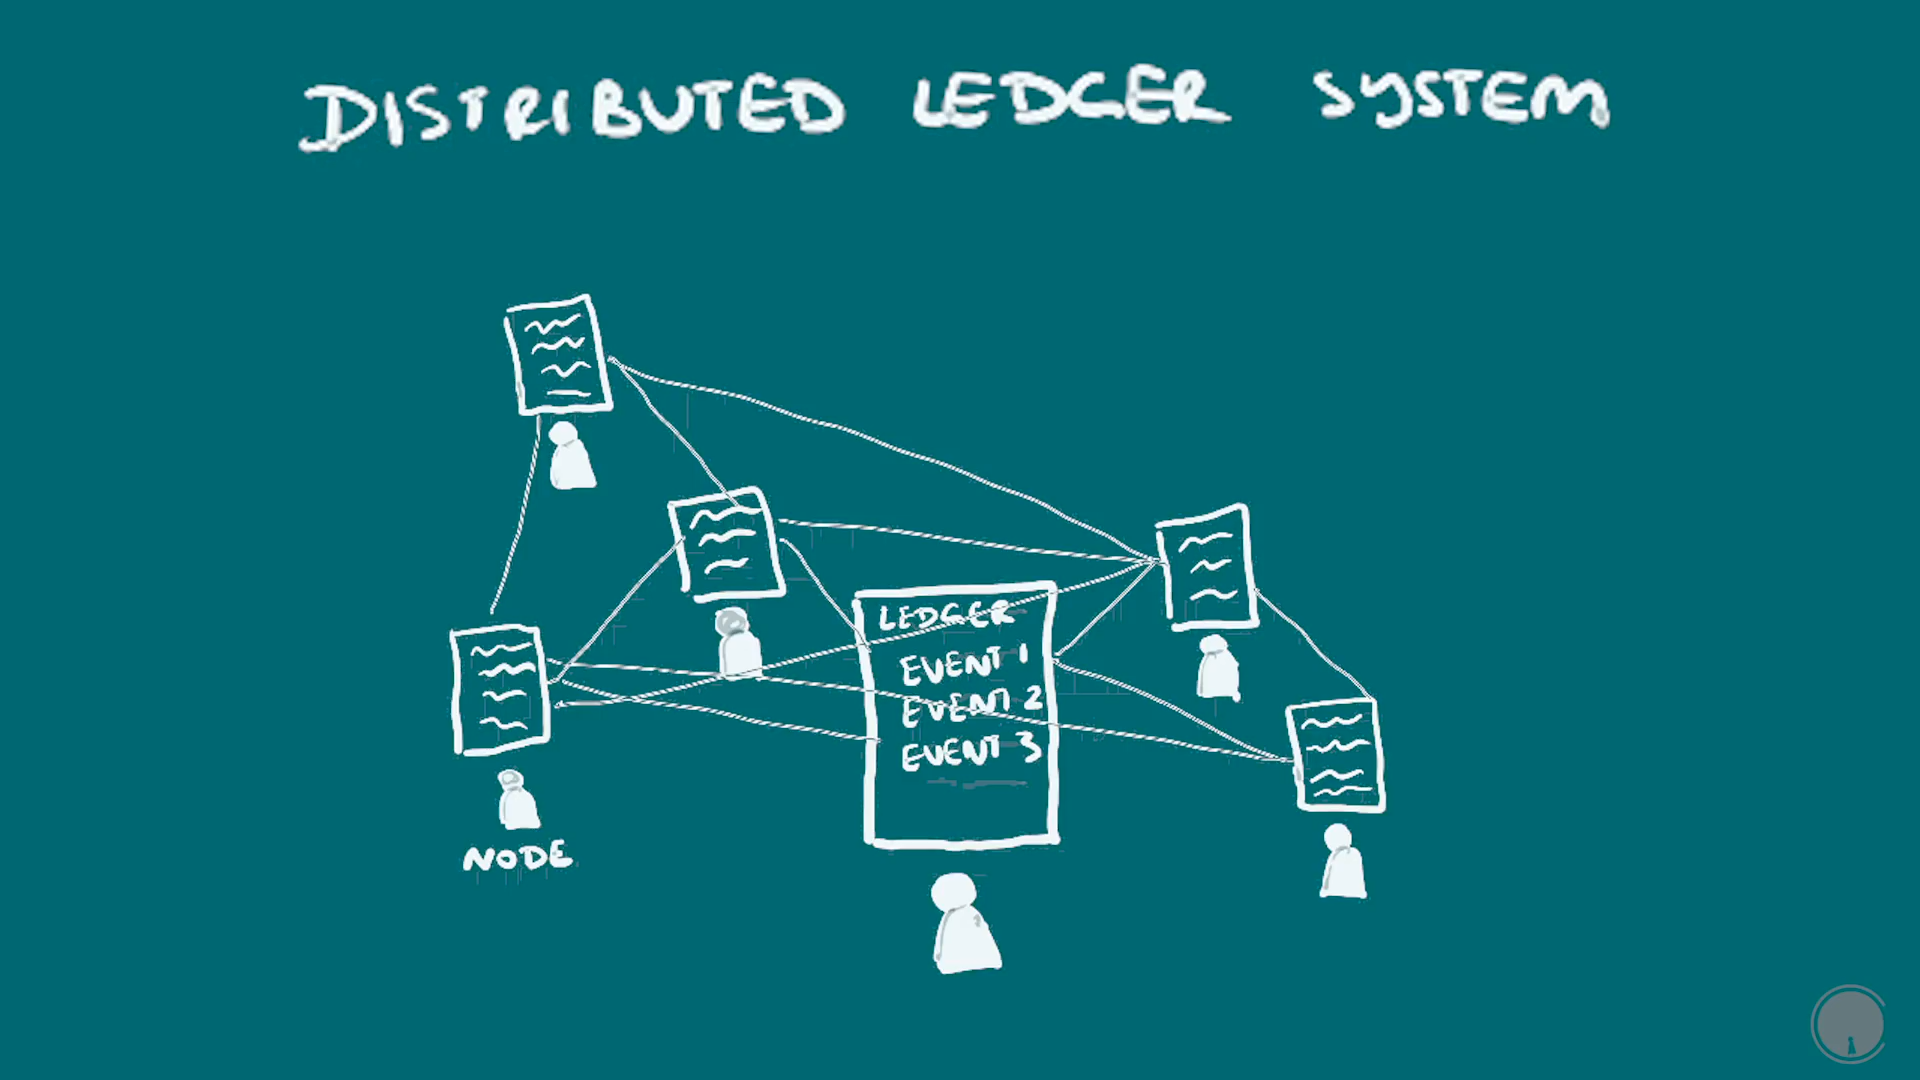 DISTRIBUTED LEDGER SYSTEM
LEDGER
EVENT 1
EVENT 2
EVENT 3
NODE